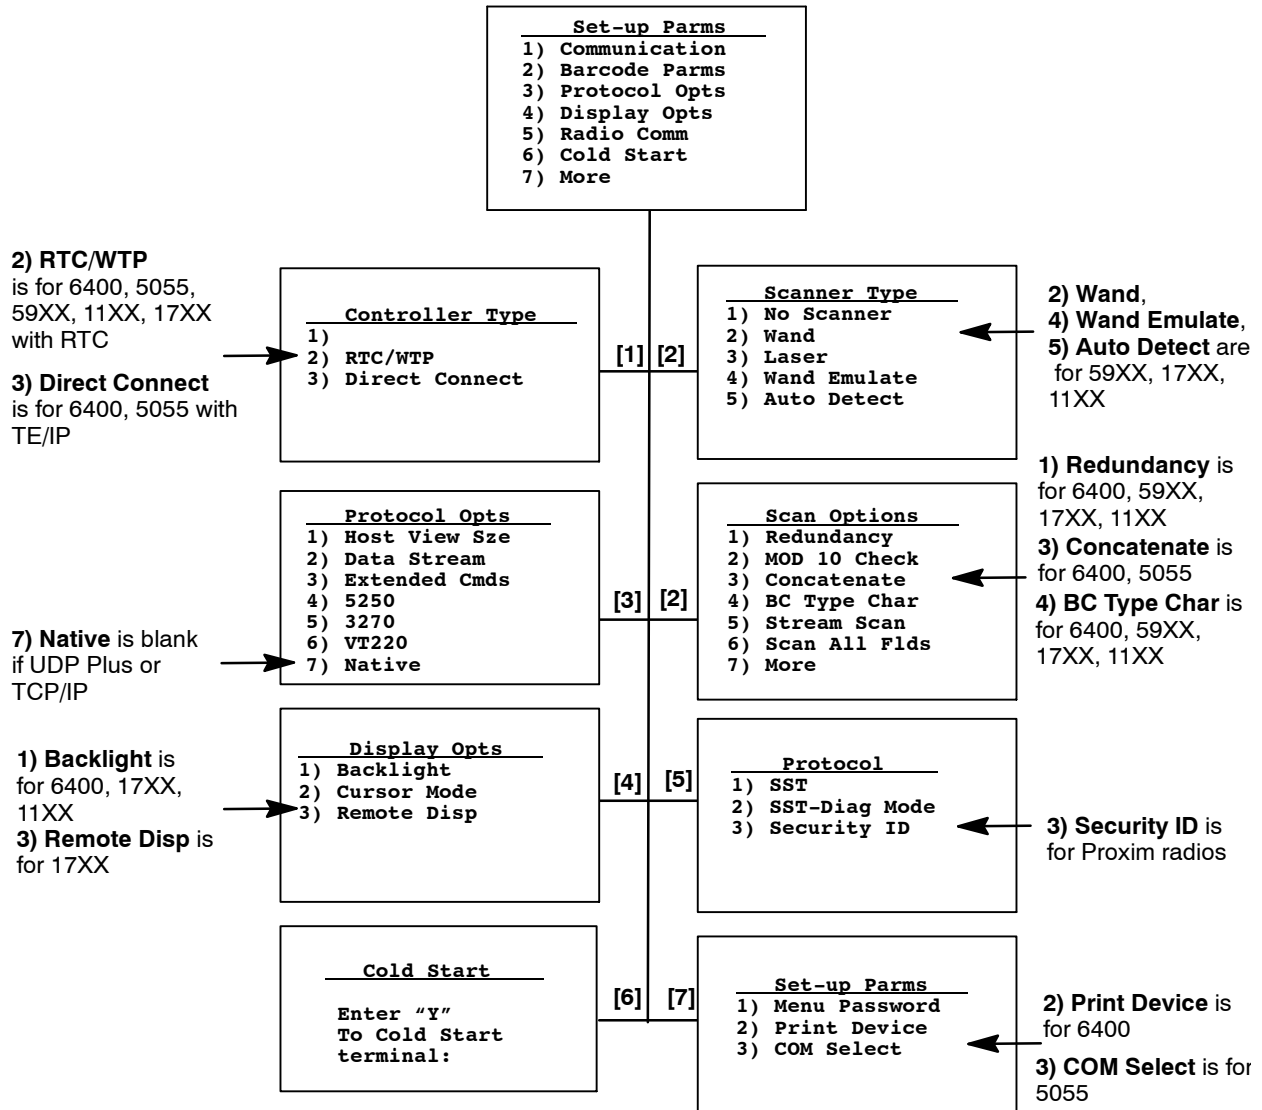 Set-up Parms
1) Communication
2) Barcode Parms
3) Protocol Opts
4) Display Opts
5) Radio Comm
6) Cold Start
7) More
2) RTC/WTP
is for 6400, 5055,
59XX, 11XX, 17XX
with RTC
3) Direct Connect
is for 6400, 5055 with
TE/IP
Controller Type
1)
2) RTC/WTP
3) Direct Connect
[1]
[2]
Scanner Type
1) No Scanner
2) Wand
3) Laser
4) Wand Emulate
5) Auto Detect
2) Wand,
4) Wand Emulate,
5) Auto Detect are
for 59XX, 17XX,
11XX
7) Native is blank
if UDP Plus or
TCP/IP
Protocol Opts
1) Host View Sze
2) Data Stream
3) Extended Cmds
4) 5250
5) 3270
6) VT220
7) Native
[3]
[2]
Scan Options
1) Redundancy
2) MOD 10 Check
3) Concatenate
4) BC Type Char
5) Stream Scan
6) Scan All Flds
7) More
1) Redundancy is
for 6400, 59XX,
17XX, 11XX
3) Concatenate is
for 6400, 5055
4) BC Type Char is
for 6400, 59XX,
17XX, 11XX
1) Backlight is
for 6400, 17XX,
11XX
3) Remote Disp is
for 17XX
Display Opts
1) Backlight
2) Cursor Mode
3) Remote Disp
[4]
[5]
Protocol
1) SST
2) SST-Diag Mode
3) Security ID
3) Security ID is
for Proxim radios
Cold Start
Enter “Y”
To Cold Start
terminal:
[6]
[7]
Set-up Parms
1) Menu Password
2) Print Device
3) COM Select
2) Print Device is
for 6400
3) COM Select is for
5055